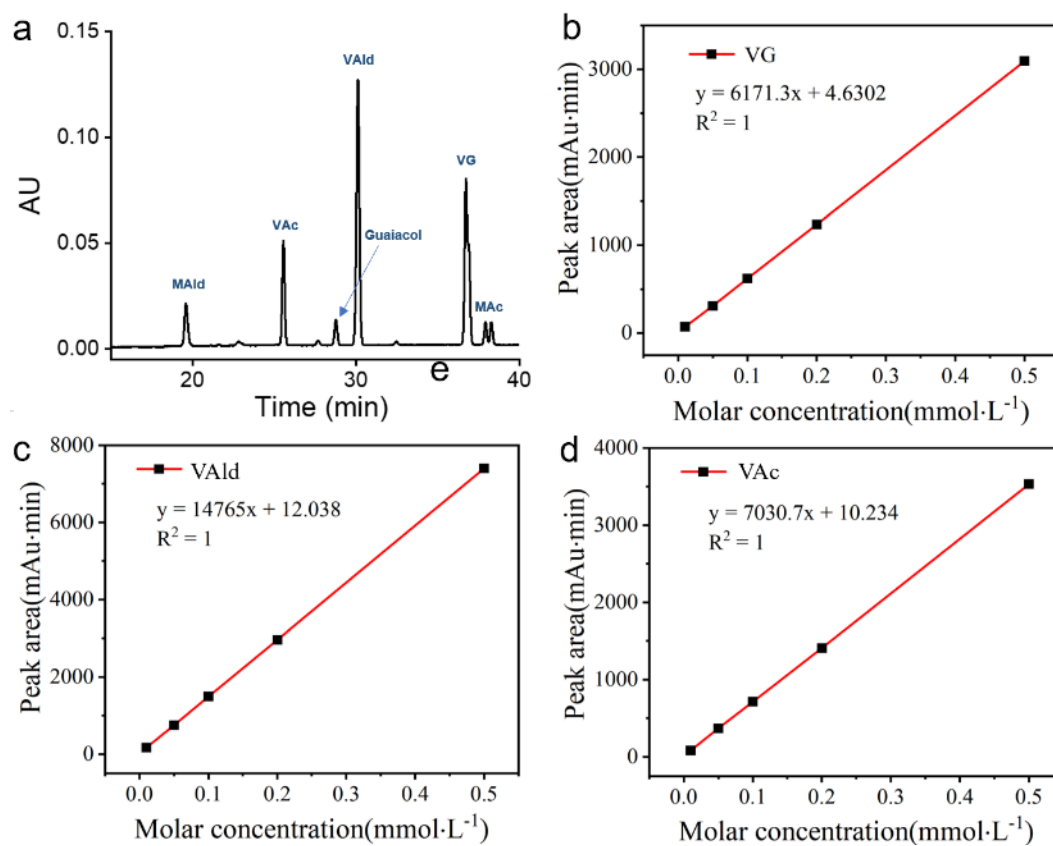 a
0.15
0.10
0.05
0.00
AU
MAld
VAc
Guaiacol
VAld
VG
MAc
20
30
40
e
Time (min)
b
VG
y = 6171.3x + 4.6302
R² = 1
3000
2000
1000
0
Peak area(mAu·min)
0.0
0.1
0.2
0.3
0.4
0.5
Molar concentration(mmol·L⁻¹)
c
VAld
y = 14765x + 12.038
R² = 1
8000
6000
4000
2000
0
Peak area(mAu·min)
0.0
0.1
0.2
0.3
0.4
0.5
Molar concentration(mmol·L⁻¹)
d
VAc
y = 7030.7x + 10.234
R² = 1
4000
3000
2000
1000
0
Peak area(mAu·min)
0.0
0.1
0.2
0.3
0.4
0.5
Molar concentration(mmol·L⁻¹)